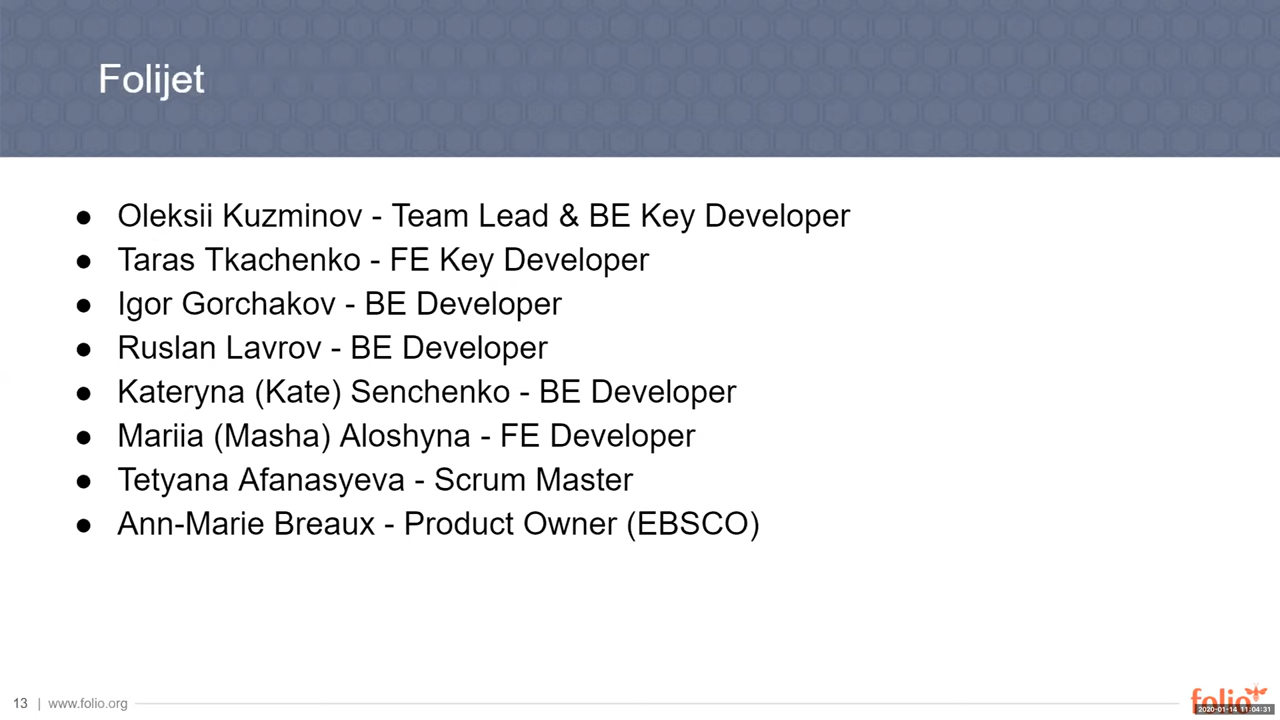 Folijet
● Oleksii Kuzminov - Team Lead & BE Key Developer
● Taras Tkachenko - FE Key Developer
● Igor Gorchakov - BE Developer
● Ruslan Lavrov - BE Developer
● Kateryna (Kate) Senchenko - BE Developer
● Mariia (Masha) Aloshyna - FE Developer
● Tetyana Afanasyeva - Scrum Master
● Ann-Marie Breaux - Product Owner (EBSCO)
13 | www.folio.org
folio
2020-01-14 11:04:31